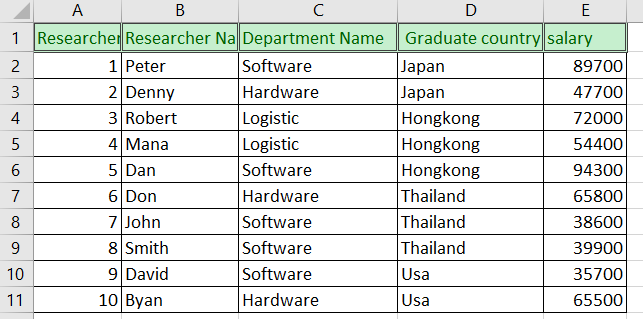 A B C D E
1 Researcher Researcher Na Department Name Graduate country salary
2 1 Peter Software Japan 89700
3 2 Denny Hardware Japan 47700
4 3 Robert Logistic Hongkong 72000
5 4 Mana Logistic Hongkong 54400
6 5 Dan Software Hongkong 94300
7 6 Don Hardware Thailand 65800
8 7 John Software Thailand 38600
9 8 Smith Software Thailand 39900
10 9 David Software Usa 35700
11 10 Byan Hardware Usa 65500